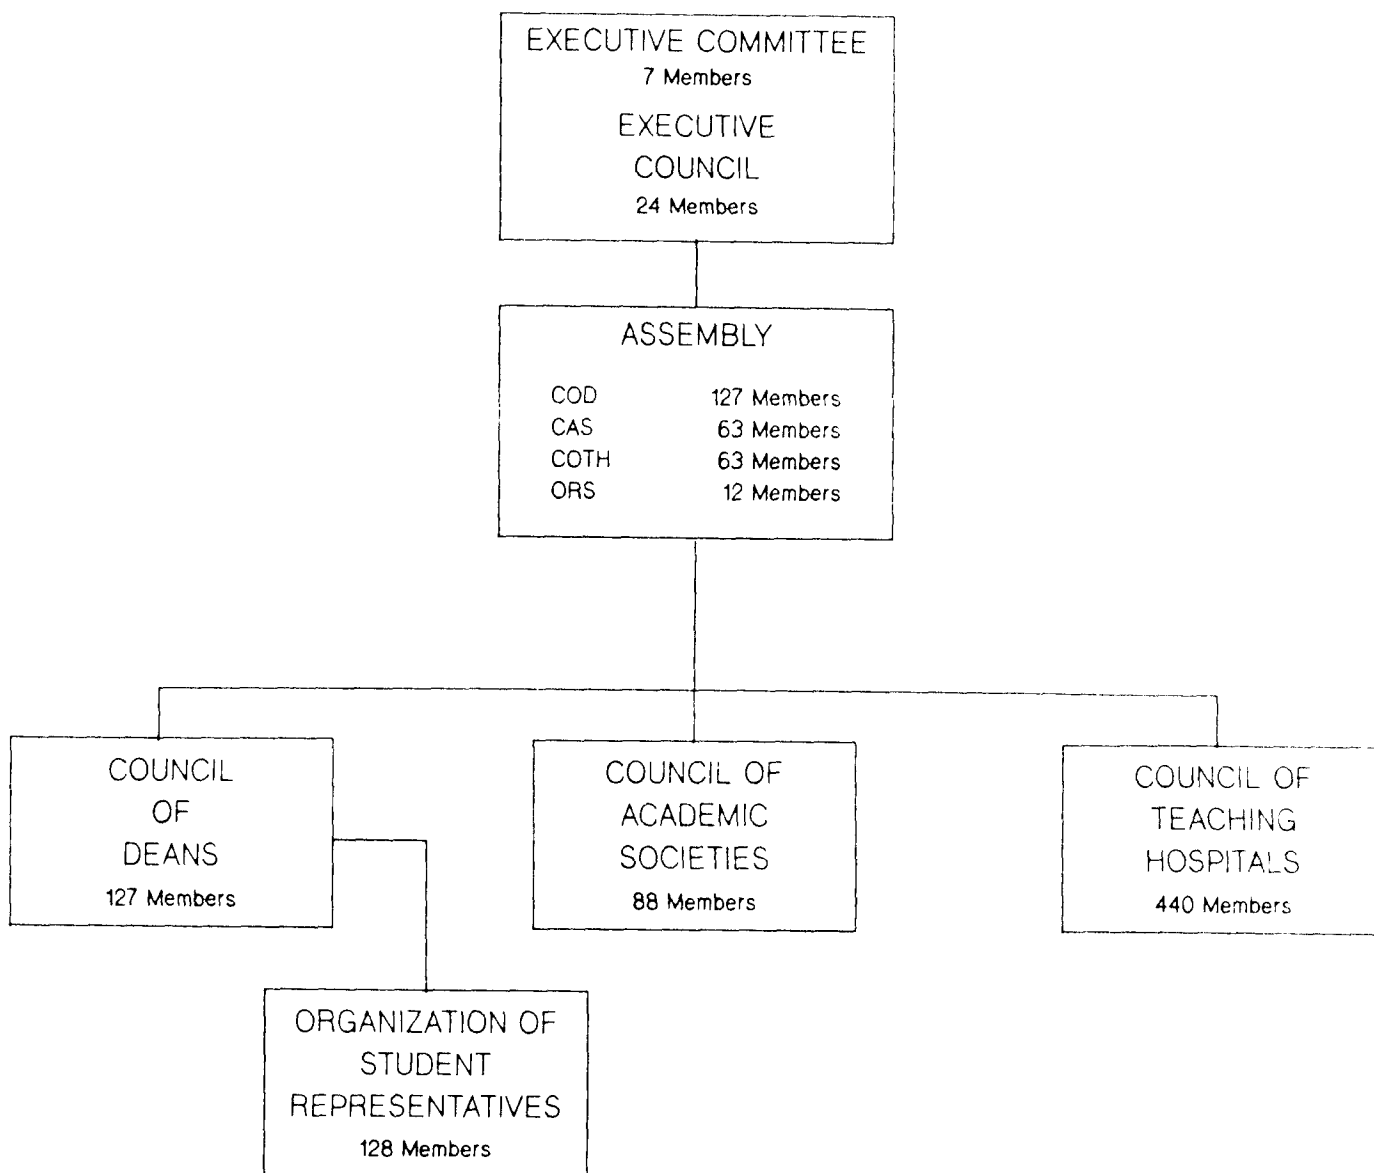 EXECUTIVE COMMITTEE
7 Members
EXECUTIVE
COUNCIL
24 Members
ASSEMBLY
COD 127 Members
CAS 63 Members
COTH 63 Members
ORS 12 Members
COUNCIL
OF
DEANS
127 Members
COUNCIL OF
ACADEMIC
SOCIETIES
88 Members
COUNCIL OF
TEACHING
HOSPITALS
440 Members
ORGANIZATION OF
STUDENT
REPRESENTATIVES
128 Members